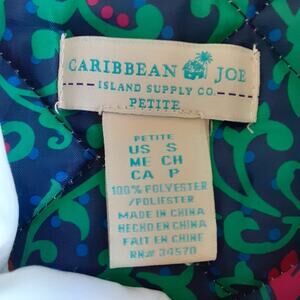 CARIBBEAN JOE
ISLAND SUPPLY CO.
PETITE
PETITE
US S
ME CH
CA P
100% POLYESTER
/POLIESTER
MADE IN CHINA
HECHO EN CHINA
FAIT EN CHINE
RN# 34570